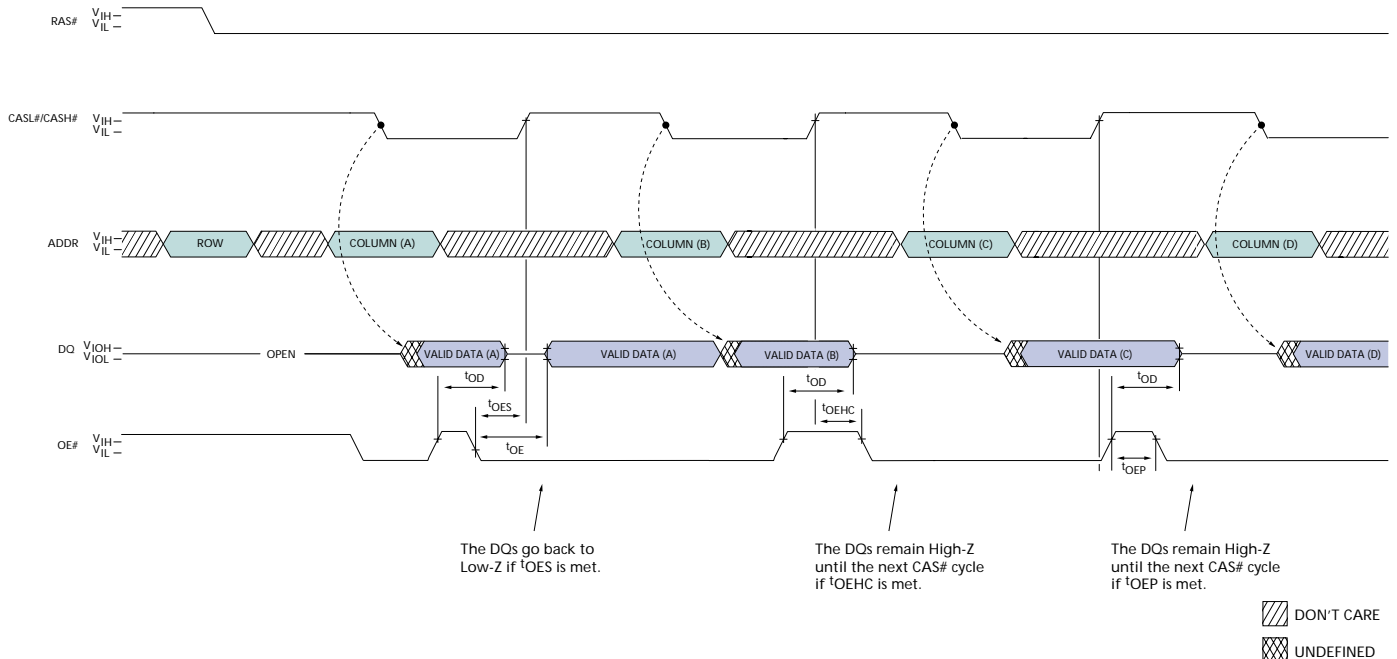 RAS# VIH VIL
CASL#/CASH# VIH VIL
ADDR VIH VIL ROW COLUMN (A) COLUMN (B) COLUMN (C) COLUMN (D)
DQ VIOH VIOL OPEN VALID DATA (A) VALID DATA (A) VALID DATA (B) VALID DATA (C) VALID DATA (D)
tOD tOD tOD
tOES tOEHC
OE# VIH VIL tOE tOEP
The DQs go back to
Low-Z if tOES is met.
The DQs remain High-Z
until the next CAS# cycle
if tOEHC is met.
The DQs remain High-Z
until the next CAS# cycle
if tOEP is met.
DON'T CARE
UNDEFINED